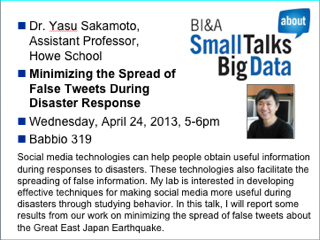 Dr. Yasu Sakamoto,
Assistant Professor,
Howe School
Minimizing the Spread of
False Tweets During
Disaster Response
Wednesday, April 24, 2013, 5-6pm
Babbio 319
BI&A
about
SmallTalks
BigData
Social media technologies can help people obtain useful information
during responses to disasters. These technologies also facilitate the
spreading of false information. My lab is interested in developing
effective techniques for making social media more useful during
disasters through studying behavior. In this talk, I will report some
results from our work on minimizing the spread of false tweets about
the Great East Japan Earthquake.